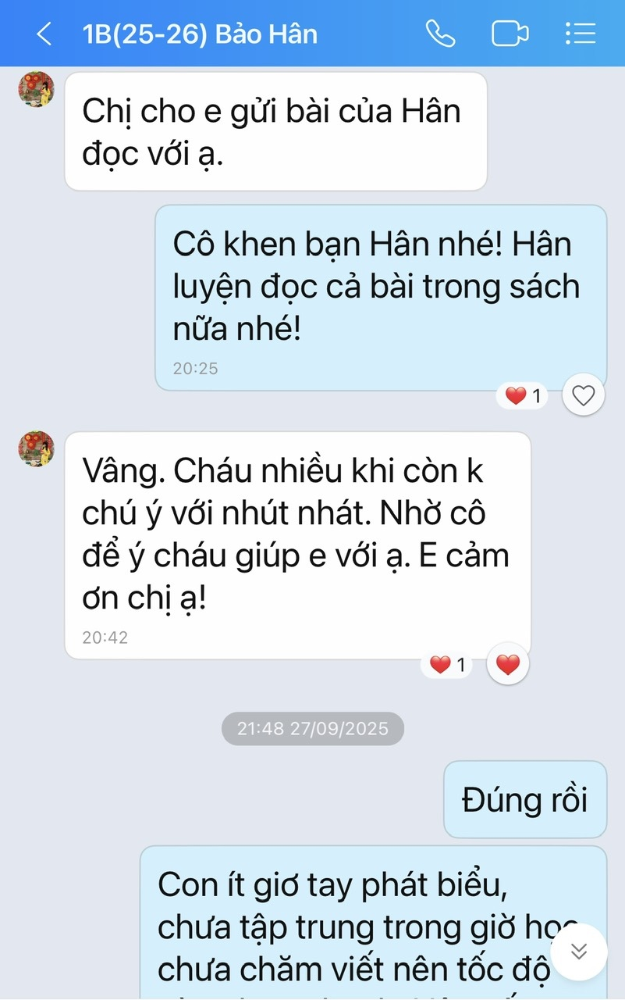 1B(25-26) Bảo Hân
Chị cho e gửi bài của Hân
đọc với ạ.
Cô khen bạn Hân nhé! Hân
luyện đọc cả bài trong sách
nữa nhé!
20:25
1
Vâng. Cháu nhiều khi còn k
chú ý với nhút nhát. Nhờ cô
để ý cháu giúp e với ạ. E cảm
ơn chị ạ!
20:42
1
21:48 27/09/2025
Đúng rồi
Con ít giơ tay phát biểu,
chưa tập trung trong giờ học
chưa chăm viết nên tốc độ